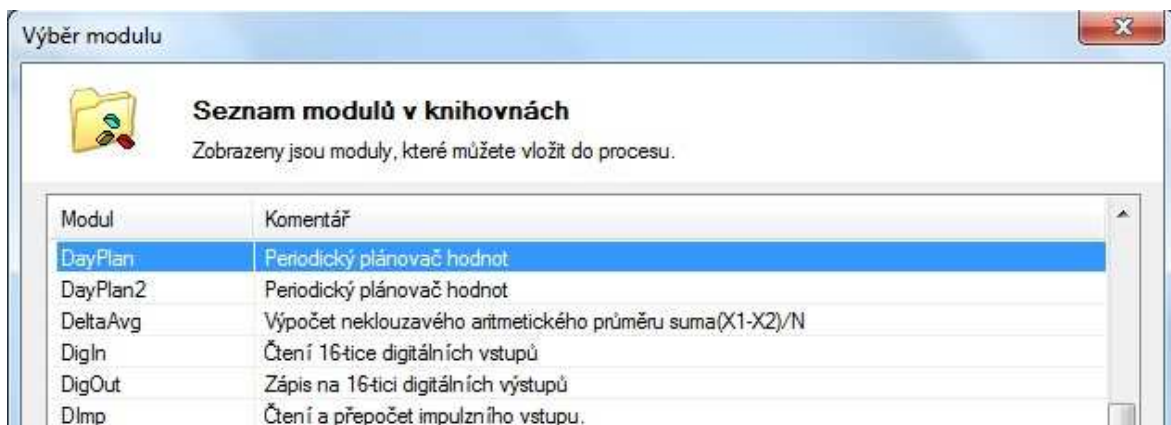 Výběr modulu
Seznam modulů v knihovnách
Zobrazeny jsou moduly, které můžete vložit do procesu.
Modul Komentář
DayPlan Periodický plánovač hodnot
DayPlan2 Periodický plánovač hodnot
DeltaAvg Výpočet neklouzavého aritmetického průměru suma(X1-X2)/N
DigIn Čtení 16-tice digitálních vstupů
DigOut Zápis na 16-tici digitálních výstupů
DImp Čtení a přepočet impulzního vstupu.